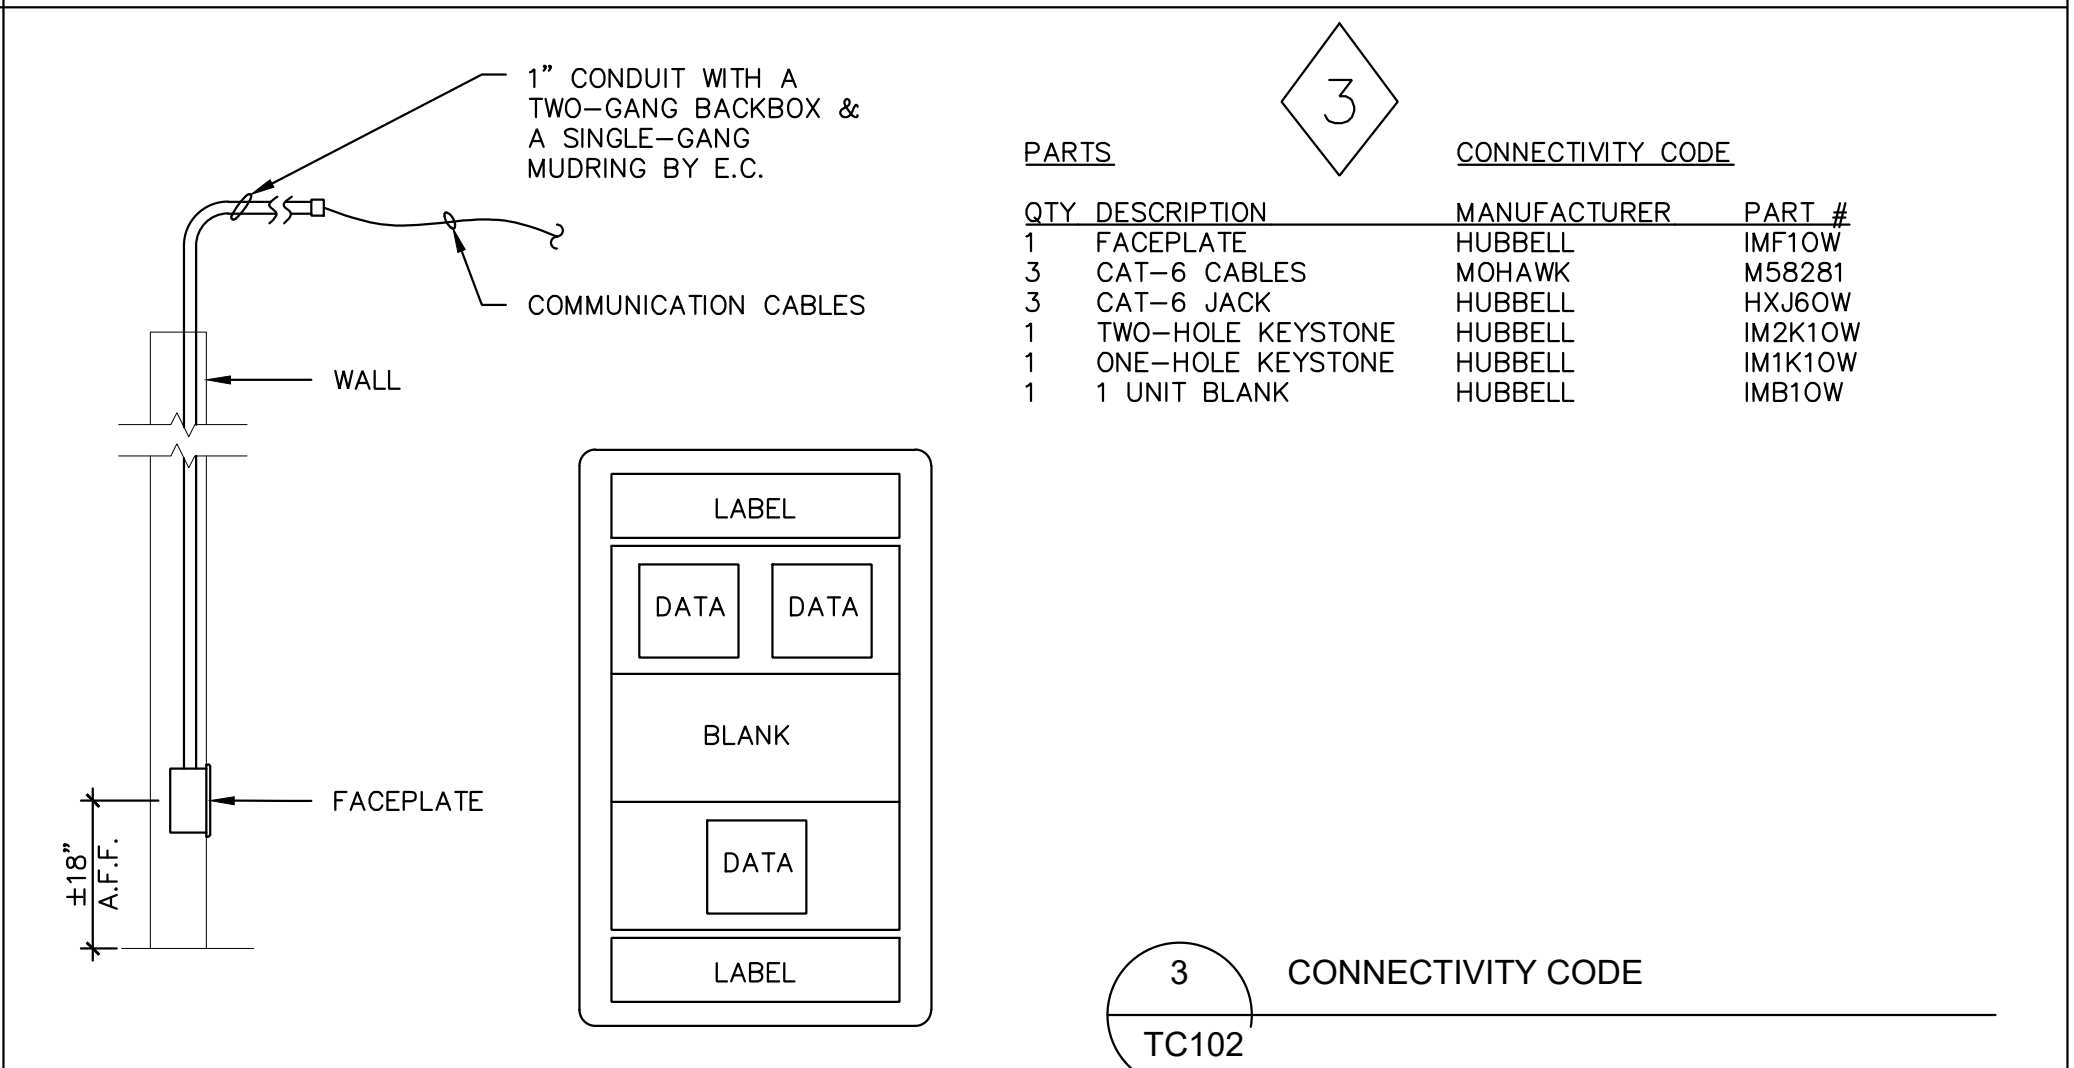 1” CONDUIT WITH A
TWO–GANG BACKBOX &
A SINGLE–GANG
MUDRING BY E.C.
COMMUNICATION CABLES
WALL
FACEPLATE
±18”
A.F.F.
LABEL
DATA DATA
BLANK
DATA
LABEL
3
PARTS CONNECTIVITY CODE
QTY DESCRIPTION MANUFACTURER PART #
1 FACEPLATE HUBBELL IMF1OW
3 CAT–6 CABLES MOHAWK M58281
3 CAT–6 JACK HUBBELL HXJ6OW
1 TWO–HOLE KEYSTONE HUBBELL IM2K1OW
1 ONE–HOLE KEYSTONE HUBBELL IM1K1OW
1 1 UNIT BLANK HUBBELL IMB1OW
3 CONNECTIVITY CODE
TC102